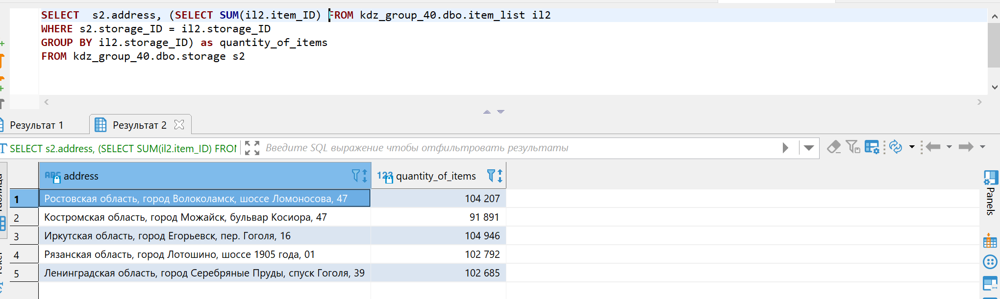 SELECT  s2.address, (SELECT SUM(il2.item_ID) FROM kdz_group_40.dbo.item_list il2
WHERE s2.storage_ID = il2.storage_ID
GROUP BY il2.storage_ID) as quantity_of_items
FROM kdz_group_40.dbo.storage s2
Результат 1
Результат 2
SELECT s2.address, (SELECT SUM(il2.item_ID) FROM
Введите SQL выражение чтобы отфильтровать результаты
address
quantity_of_items
1 Ростовская область, город Волоколамск, шоссе Ломоносова, 47 104 207
2 Костромская область, город Можайск, бульвар Косиора, 47 91 891
3 Иркутская область, город Егорьевск, пер. Гоголя, 16 104 946
4 Рязанская область, город Лотошино, шоссе 1905 года, 01 102 792
5 Ленинградская область, город Серебряные Пруды, спуск Гоголя, 39 102 685
Panels